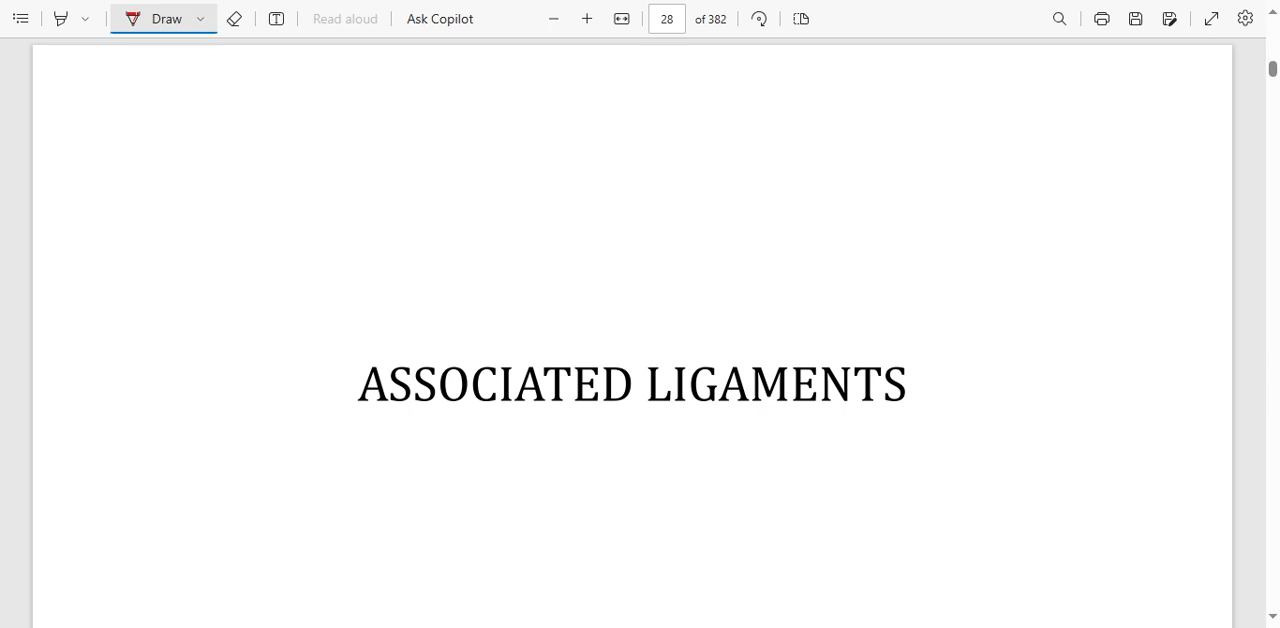 Draw
Read aloud
Ask Copilot
28
of 382
ASSOCIATED LIGAMENTS